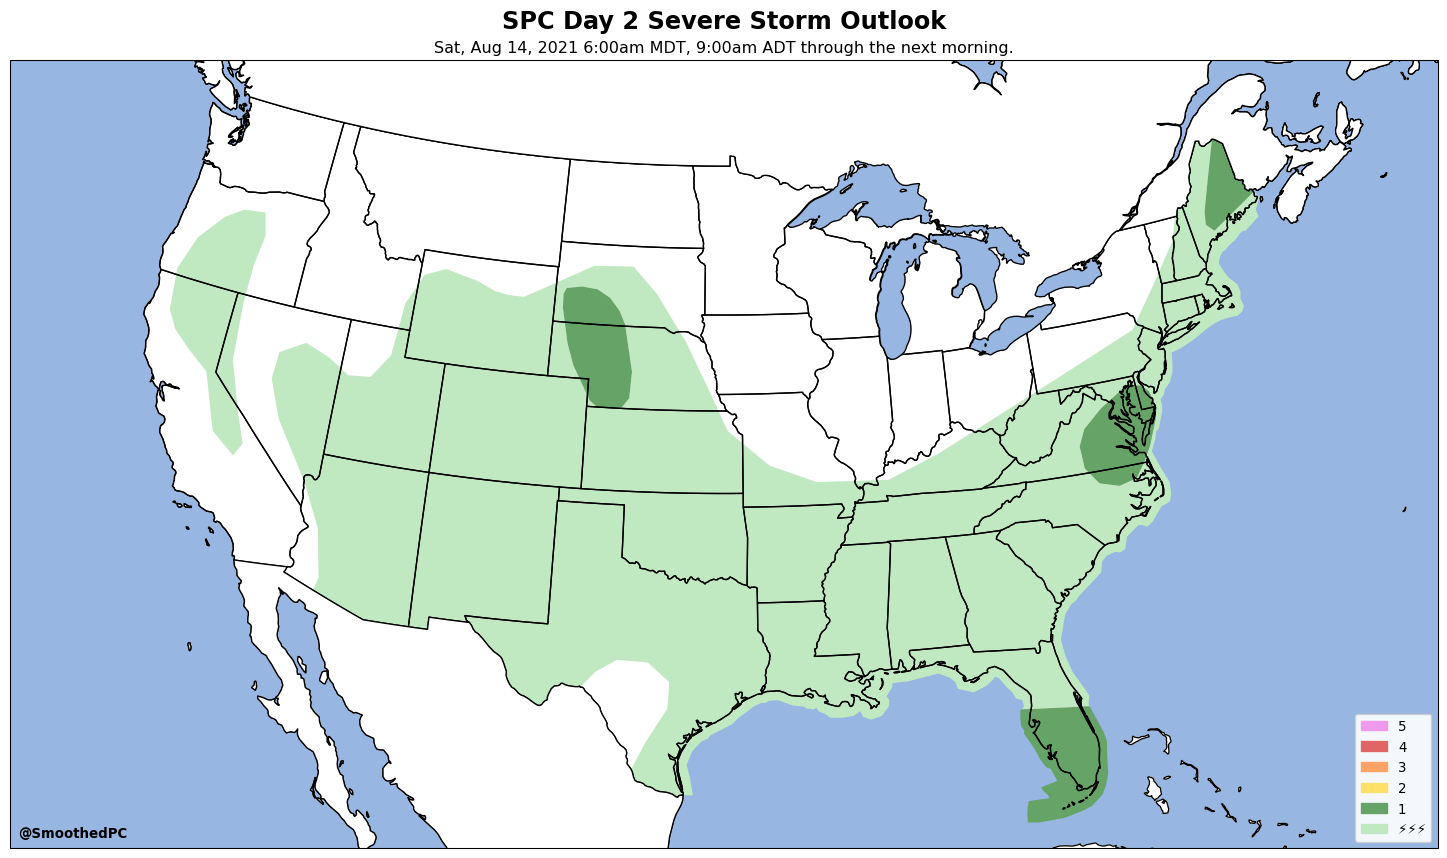 SPC Day 2 Severe Storm Outlook
Sat, Aug 14, 2021 6:00am MDT, 9:00am ADT through the next morning.
5
4
3
2
1
⚡⚡⚡
@SmoothedPC